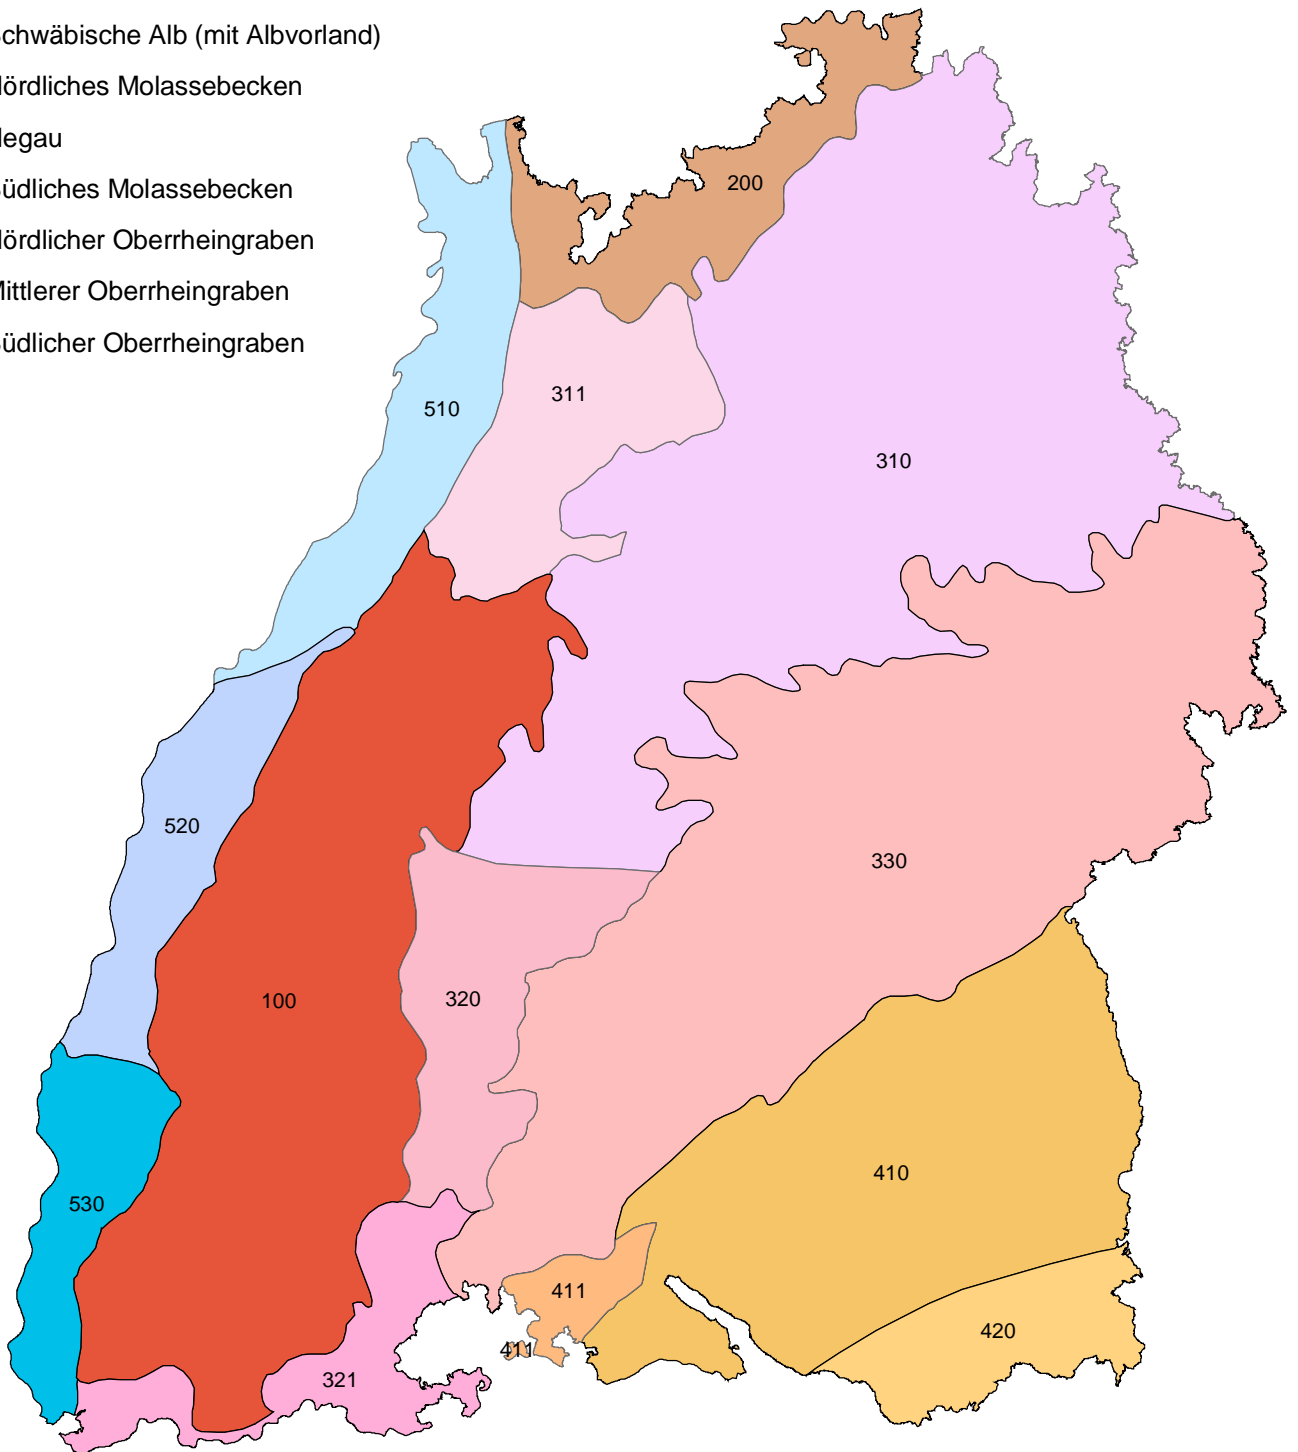 chwäbische Alb (mit Albvorland)
ördliches Molassebecken
egau
üdliches Molassebecken
ördlicher Oberrheingraben
ittlerer Oberrheingraben
üdlicher Oberrheingraben
200
311
510
310
520
330
100
320
410
530
411
420
411
321